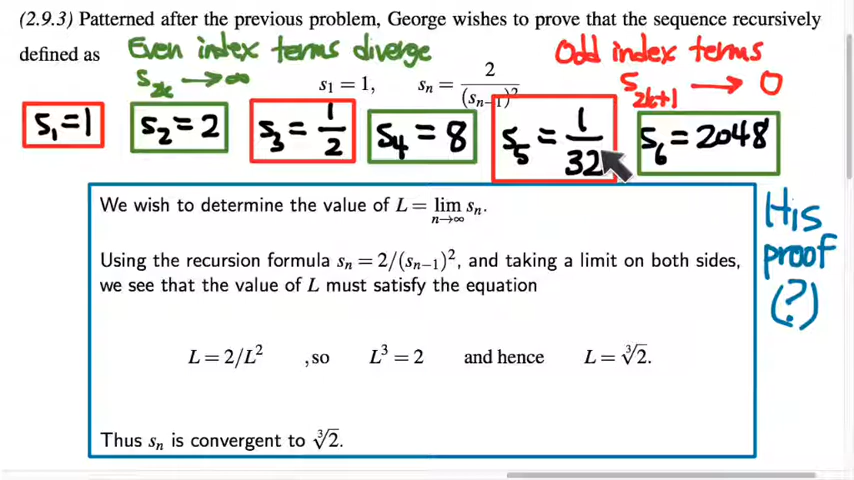 (2.9.3) Patterned after the previous problem, George wishes to prove that the sequence recursively
defined as Even index terms diverge Odd index terms
s₂ₖ → ∞ s₁ = 1, sₙ = 2/(sₙ₋₁)² s₂ₖ₊₁ → 0
s₁=1 s₂=2 s₃=1/2 s₄=8 s₅=1/32 s₆=2048
We wish to determine the value of L = lim sₙ.
n→∞
Using the recursion formula sₙ = 2/(sₙ₋₁)², and taking a limit on both sides,
we see that the value of L must satisfy the equation
L = 2/L² , so L³ = 2 and hence L = ∛2.
Thus sₙ is convergent to ∛2.
His
proof
(?)